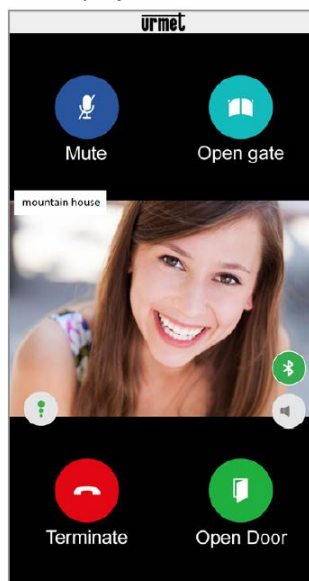 urmet
Mute
Open gate
mountain house
Terminate
Open Door